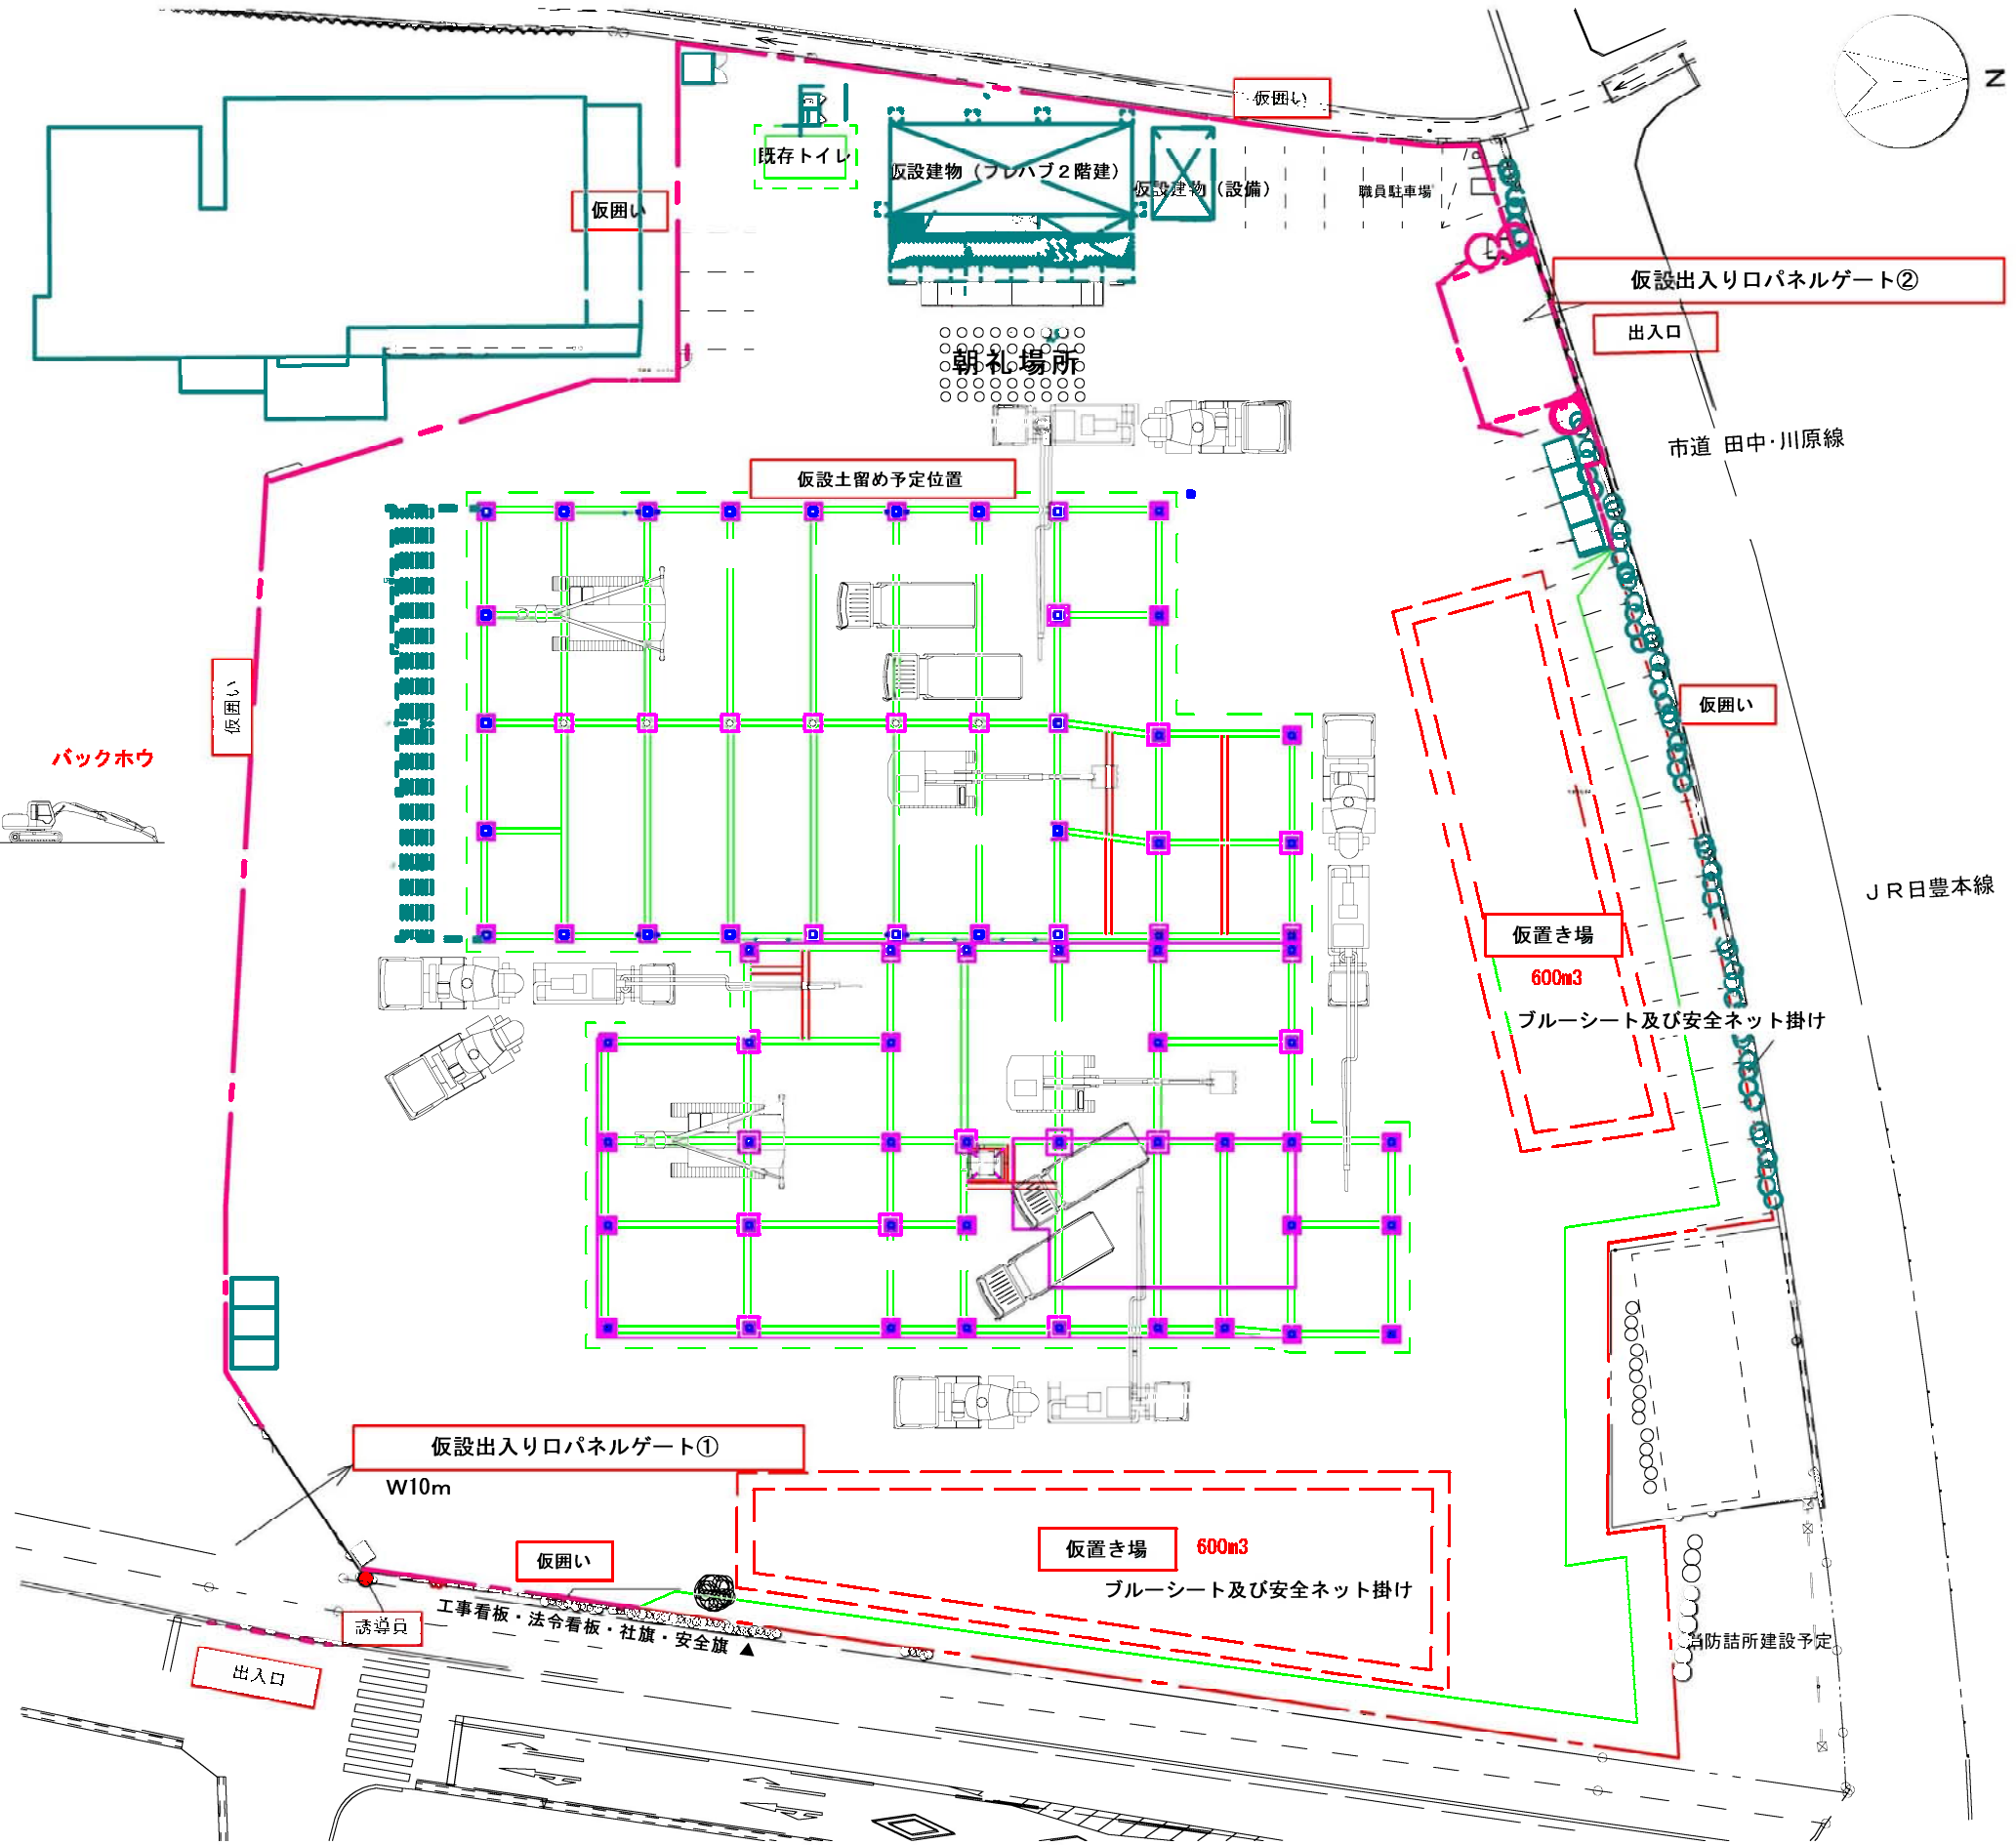 仮囲い
N
既存トイレ
仮設建物（プレハブ２階建）
仮設建物（設備）
職員駐車場
仮囲い
仮設出入り口パネルゲート②
出入口
朝礼場所
市道 田中・川原線
仮設土留め予定位置
仮囲い
仮囲い
バックホウ
ＪＲ日豊本線
仮置き場
600m3
ブルーシート及び安全ネット掛け
仮設出入り口パネルゲート①
W10m
仮囲い
仮置き場
600m3
ブルーシート及び安全ネット掛け
工事看板・法令看板・社旗・安全旗
誘導員
消防詰所建設予定
出入口